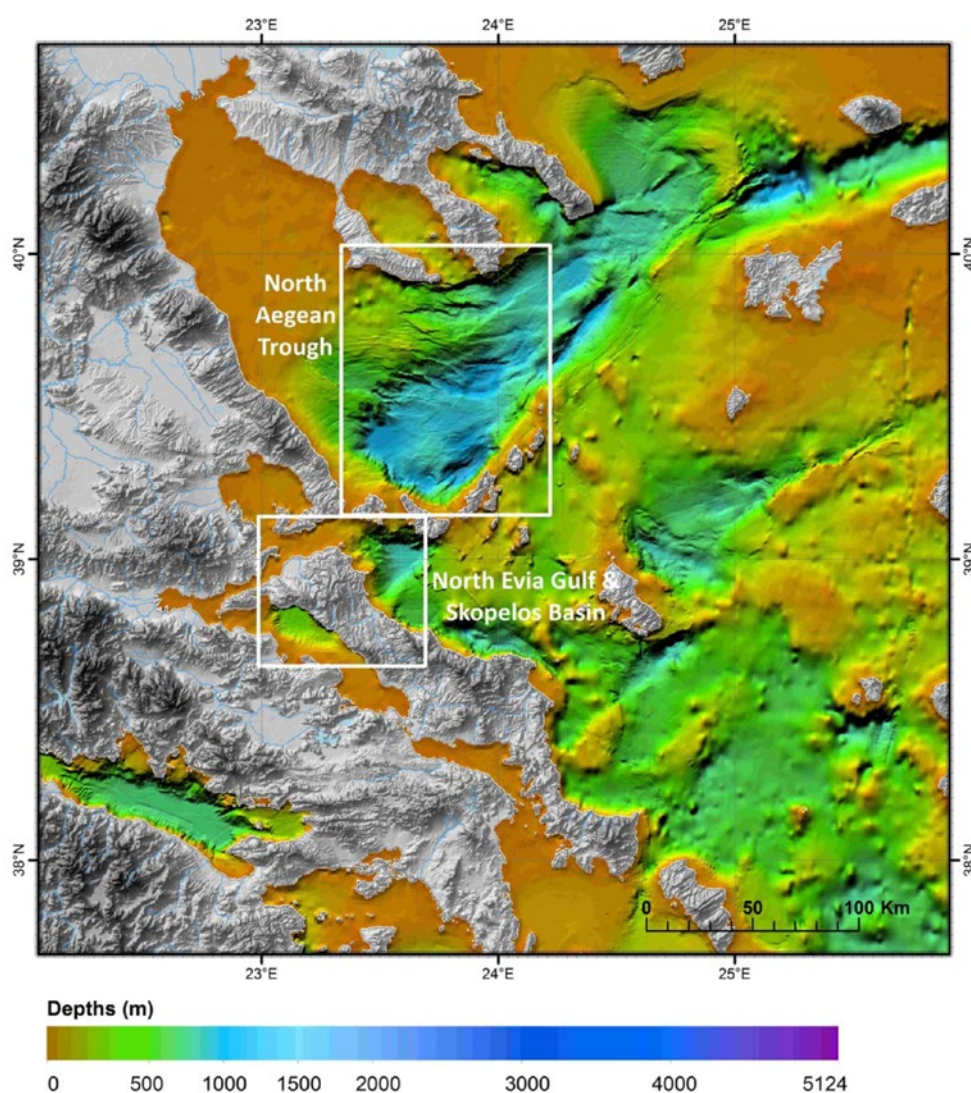 23°E 24°E 25°E
40°N 40°N
North
Aegean
Trough
39°N 39°N
North Evia Gulf &
Skopelos Basin
38°N 38°N
0 50 100 Km
23°E 24°E 25°E
Depths (m)
0 500 1000 1500 2000 3000 4000 5124